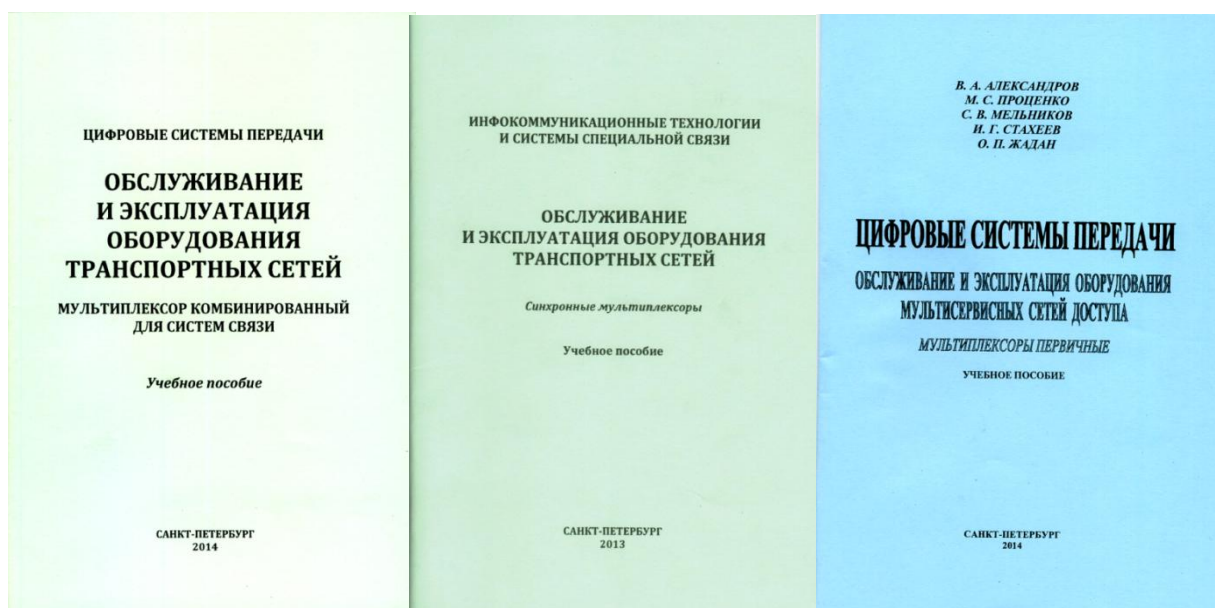 ЦИФРОВЫЕ СИСТЕМЫ ПЕРЕДАЧИ
ОБСЛУЖИВАНИЕ
И ЭКСПЛУАТАЦИЯ
ОБОРУДОВАНИЯ
ТРАНСПОРТНЫХ СЕТЕЙ
МУЛЬТИПЛЕКСОР КОМБИНИРОВАННЫЙ
ДЛЯ СИСТЕМ СВЯЗИ
Учебное пособие
САНКТ-ПЕТЕРБУРГ
2014
ИНФОКОММУНИКАЦИОННЫЕ ТЕХНОЛОГИИ
И СИСТЕМЫ СПЕЦИАЛЬНОЙ СВЯЗИ
ОБСЛУЖИВАНИЕ
И ЭКСПЛУАТАЦИЯ ОБОРУДОВАНИЯ
ТРАНСПОРТНЫХ СЕТЕЙ
Синхронные мультиплексоры
Учебное пособие
САНКТ-ПЕТЕРБУРГ
2013
В. А. АЛЕКСАНДРОВ
М. С. ПРОЦЕНКО
С. В. МЕЛЬНИКОВ
И. Г. СТАХЕЕВ
О. П. ЖАДАН
ЦИФРОВЫЕ СИСТЕМЫ ПЕРЕДАЧИ
ОБСЛУЖИВАНИЕ И ЭКСПЛУАТАЦИЯ ОБОРУДОВАНИЯ
МУЛЬТИСЕРВИСНЫХ СЕТЕЙ ДОСТУПА
МУЛЬТИПЛЕКСОРЫ ПЕРВИЧНЫЕ
УЧЕБНОЕ ПОСОБИЕ
САНКТ-ПЕТЕРБУРГ
2014